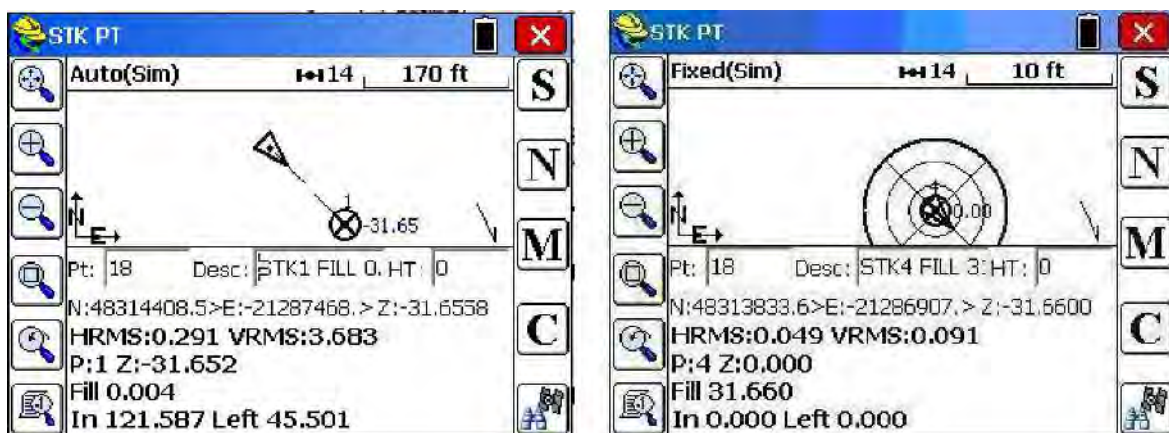 STK PT
Auto(Sim) 14 170 ft
S
N
1
-31.65
N
E
M
Pt: 18 Desc: STK1 FILL 0. HT: 0
N:48314408.5>E:-21287468.> Z:-31.6558
HRMS:0.291 VRMS:3.683
C
P:1 Z:-31.652
Fill 0.004
In 121.587 Left 45.501
STK PT
Fixed(Sim) 14 10 ft
S
N
0.00
N
E
M
Pt: 18 Desc: STK4 FILL 3: HT: 0
N:48313833.6>E:-21286907.> Z:-31.6600
HRMS:0.049 VRMS:0.091
C
P:4 Z:0.000
Fill 31.660
In 0.000 Left 0.000